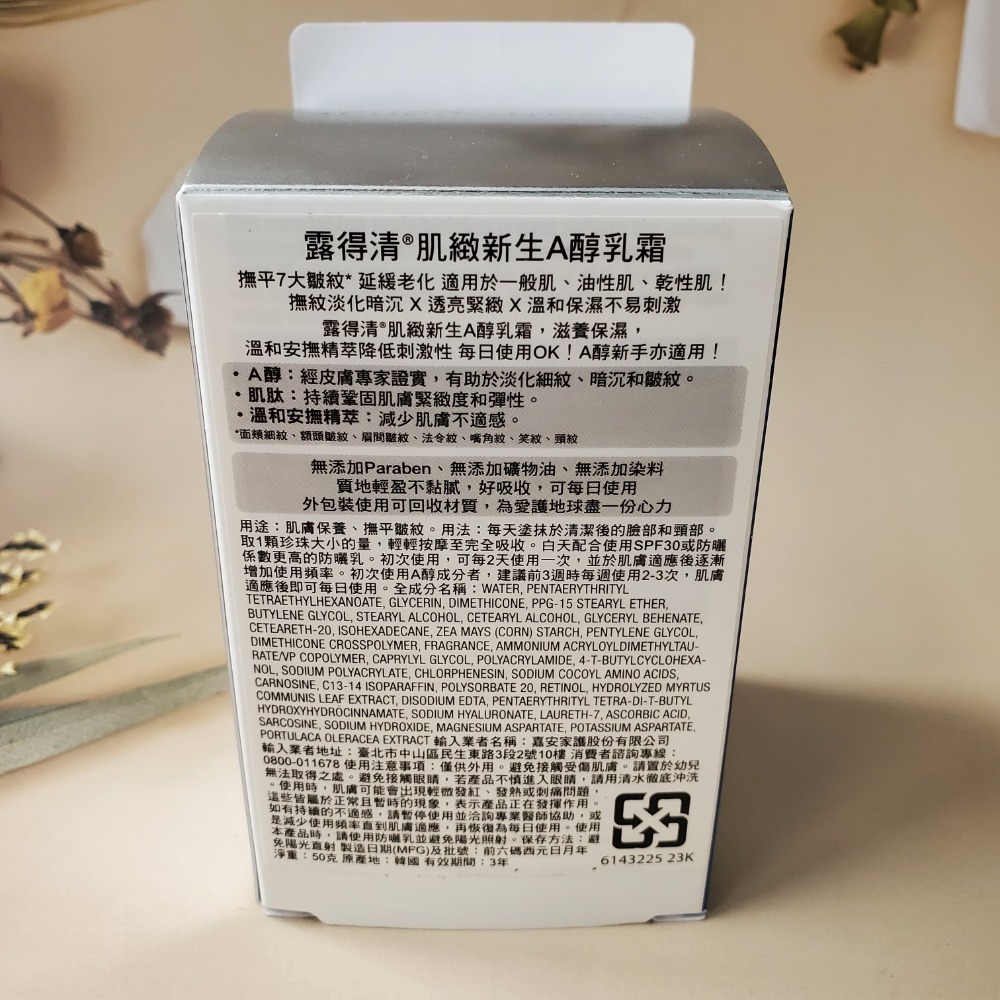 露得清®肌緻新生A醇乳霜
撫平7大皺紋* 延緩老化 適用於一般肌、油性肌、乾性肌！
撫紋淡化暗沉 X 透亮緊緻 X 溫和保濕不易刺激
露得清®肌緻新生A醇乳霜，滋養保濕，
溫和安撫精萃降低刺激性 每日使用OK！A醇新手亦適用！
• A醇：經皮膚專家證實，有助於淡化細紋、暗沉和皺紋。
• 肌肽：持續鞏固肌膚緊緻度和彈性。
• 溫和安撫精萃：減少肌膚不適感。
*面頰細紋、額頭皺紋、眉間皺紋、法令紋、嘴角紋、笑紋、頸紋
無添加Paraben、無添加礦物油、無添加染料
質地輕盈不黏膩，好吸收，可每日使用
外包裝使用可回收材質，為愛護地球盡一份心力
用途：肌膚保養、撫平皺紋。用法：每天塗抹於清潔後的臉部和頸部。
取1顆珍珠大小的量，輕輕按摩至完全吸收。白天配合使用SPF30或防曬
係數更高的防曬乳。初次使用，可每2天使用一次，並於肌膚適應後逐漸
增加使用頻率。初次使用A醇成分者，建議前3週時每週使用2-3次，肌膚
適應後即可每日使用。全成分名稱：WATER, PENTAERYTHRITYL
TETRAETHYLHEXANOATE, GLYCERIN, DIMETHICONE, PPG-15 STEARYL ETHER,
BUTYLENE GLYCOL, STEARYL ALCOHOL, CETEARYL ALCOHOL, GLYCERYL BEHENATE,
CETEARETH-20, ISOHEXADECANE, ZEA MAYS (CORN) STARCH, PENTYLENE GLYCOL,
DIMETHICONE CROSSPOLYMER, FRAGRANCE, AMMONIUM ACRYLOYLDIMETHYLTAU-
RATE/VP COPOLYMER, CAPRYLYL GLYCOL, POLYACRYLAMIDE, 4-T-BUTYLCYCLOHEXA-
NOL, SODIUM POLYACRYLATE, CHLORPHENESIN, SODIUM COCOYL AMINO ACIDS,
CARNOSINE, C13-14 ISOPARAFFIN, POLYSORBATE 20, RETINOL, HYDROLYZED MYRTUS
COMMUNIS LEAF EXTRACT, DISODIUM EDTA, PENTAERYTHRITYL TETRA-DI-T-BUTYL
HYDROXYHYDROCINNAMATE, SODIUM HYALURONATE, LAURETH-7, ASCORBIC ACID,
SARCOSINE, SODIUM HYDROXIDE, MAGNESIUM ASPARTATE, POTASSIUM ASPARTATE,
PORTULACA OLERACEA EXTRACT 輸入業者名稱：嘉安家護股份有限公司
輸入業者地址：臺北市中山區民生東路3段2號10樓 消費者諮詢專線：
0800-011678 使用注意事項：僅供外用。避免接觸受傷肌膚。請置於幼兒
無法取得之處。避免接觸眼睛，若產品不慎進入眼睛，請用清水徹底沖洗
。使用時，肌膚可能會出現輕微發紅、發熱或刺痛問題，
這些皆屬於正常且暫時的現象，表示產品正在發揮作用。
如有持續的不適感，請暫停使用並洽詢專業醫師協助，或
是減少使用頻率直到肌膚適應，再恢復為每日使用。使用
本產品時，請使用防曬乳並避免陽光照射。保存方法：避
免陽光直射 製造日期(MFG)及批號：前六碼西元日月年
淨重：50克 原產地：韓國 有效期間：3年
6143225 23K